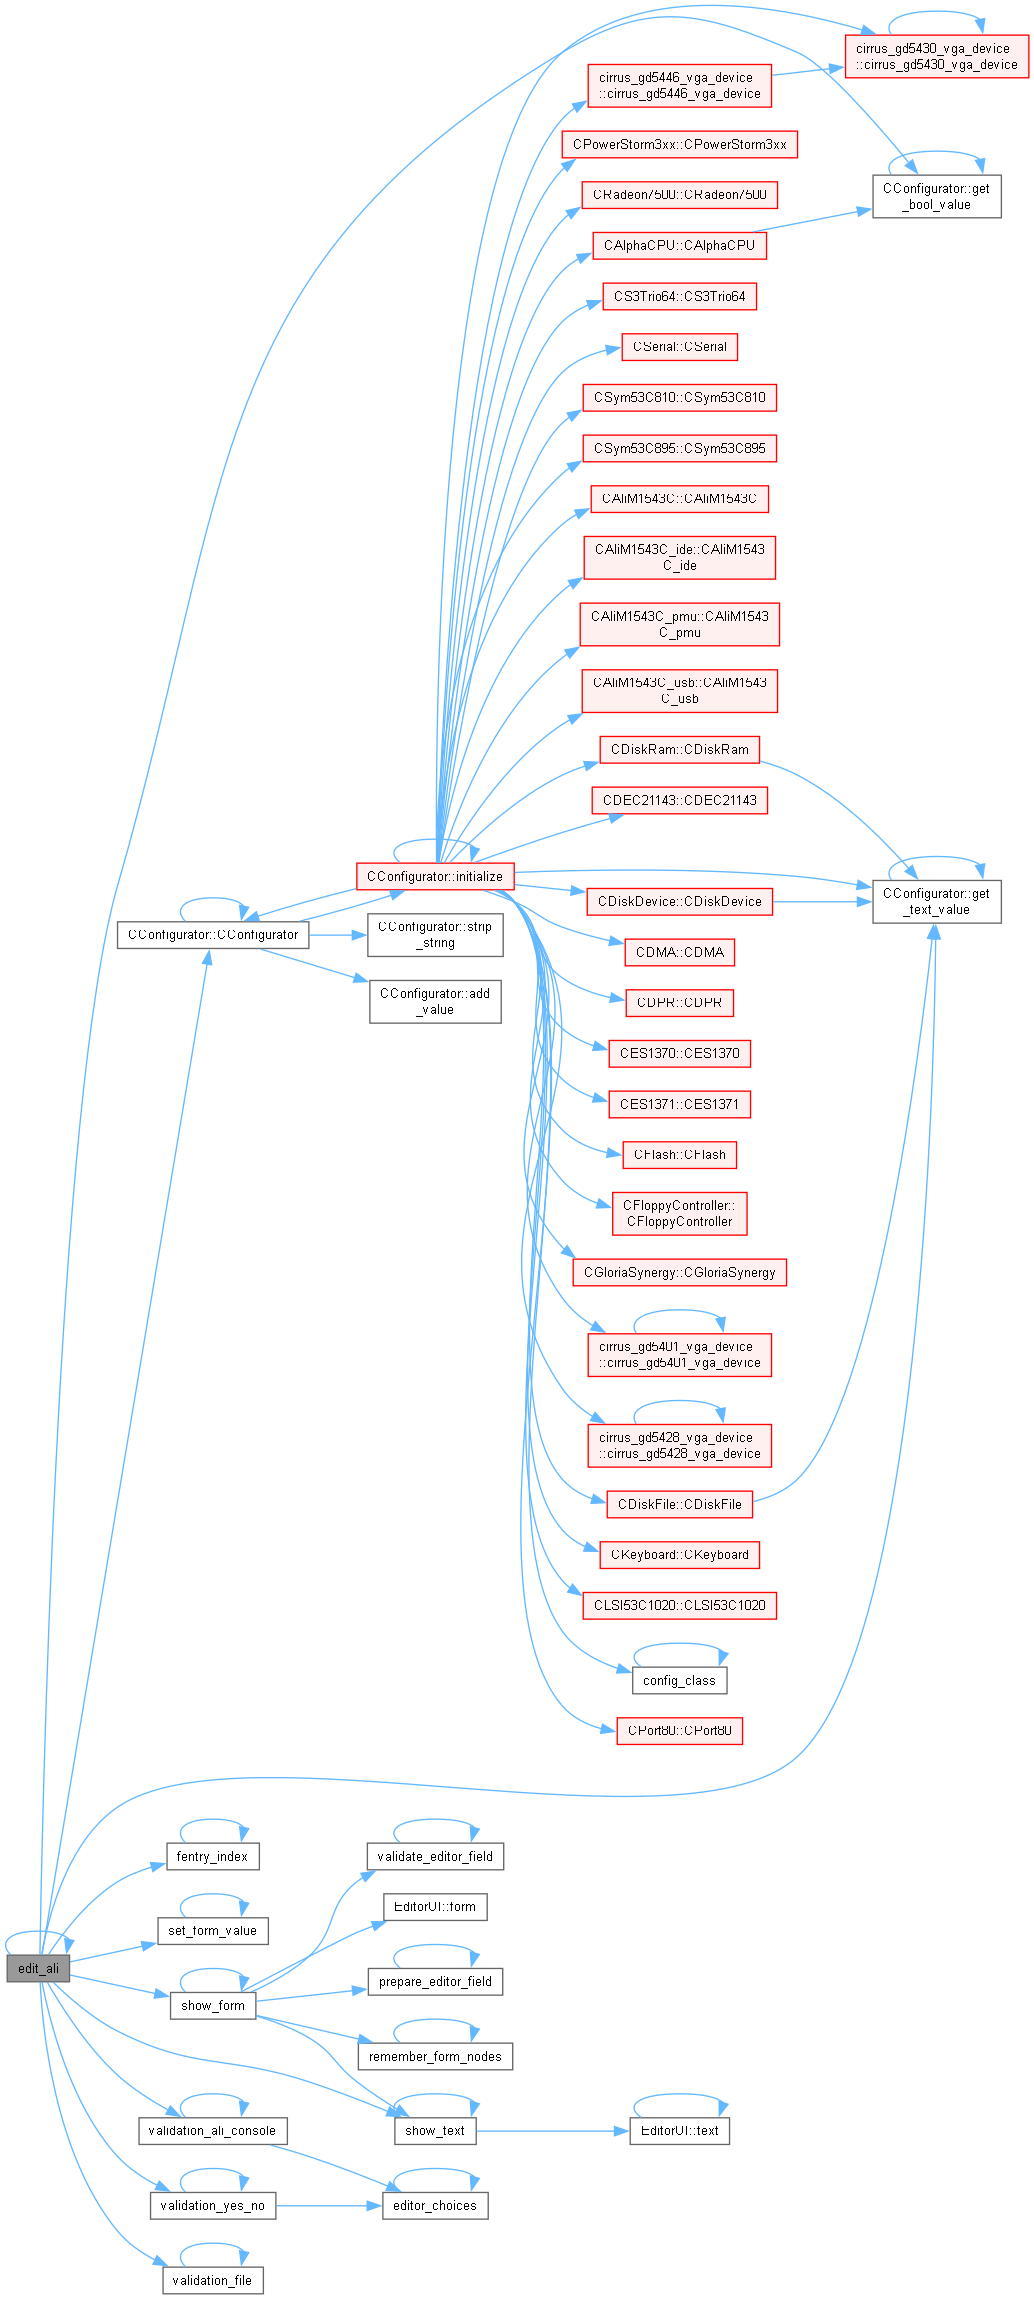 cirrus_gd5430_vga_device
::cirrus_gd5430_vga_device
cirrus_gd5446_vga_device
::cirrus_gd5446_vga_device
CPowerStorm3xx::CPowerStorm3xx
CConfigurator::get
_bool_value
CRadeon7500::CRadeon7500
CAlphaCPU::CAlphaCPU
CS3Trio64::CS3Trio64
CSerial::CSerial
CSym53C810::CSym53C810
CSym53C895::CSym53C895
CAliM1543C::CAliM1543C
CAliM1543C_ide::CAliM1543
C_ide
CAliM1543C_pmu::CAliM1543
C_pmu
CAliM1543C_usb::CAliM1543
C_usb
CDiskRam::CDiskRam
CDEC21143::CDEC21143
CConfigurator::initialize
CDiskDevice::CDiskDevice
CConfigurator::get
_text_value
CConfigurator::CConfigurator
CConfigurator::strip
_string
CDMA::CDMA
CConfigurator::add
_value
CDPR::CDPR
CES1370::CES1370
CES1371::CES1371
CFlash::CFlash
CFloppyController::
CFloppyController
CGloriaSynergy::CGloriaSynergy
cirrus_gd5401_vga_device
::cirrus_gd5401_vga_device
cirrus_gd5428_vga_device
::cirrus_gd5428_vga_device
CDiskFile::CDiskFile
CKeyboard::CKeyboard
CLSI53C1020::CLSI53C1020
config_class
CPort80::CPort80
fentry_index
validate_editor_field
EditorUI::form
set_form_value
edit_ali
prepare_editor_field
show_form
remember_form_nodes
validation_ali_console
show_text
EditorUI::text
validation_yes_no
editor_choices
validation_file